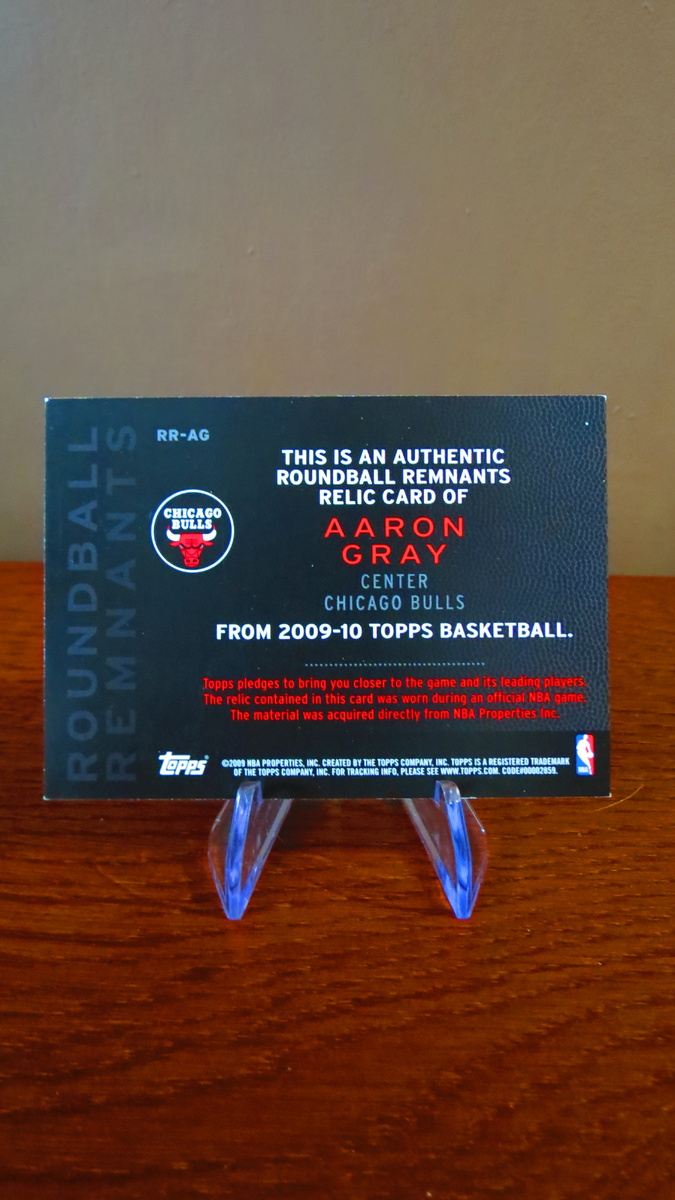 ROUNDBALL
REMNANTS
RR-AG
CHICAGO
BULLS
THIS IS AN AUTHENTIC
ROUNDBALL REMNANTS
RELIC CARD OF
AARON
GRAY
CENTER
CHICAGO BULLS
FROM 2009-10 TOPPS BASKETBALL.
Topps pledges to bring you closer to the game and its leading players.
The relic contained in this card was worn during an official NBA game.
The material was acquired directly from NBA Properties Inc.
Topps®
©2009 NBA PROPERTIES, INC. CREATED BY THE TOPPS COMPANY, INC. TOPPS IS A REGISTERED TRADEMARK
OF THE TOPPS COMPANY, INC. FOR TRACKING INFO, PLEASE SEE WWW.TOPPS.COM. CODE#00002059.
NBA